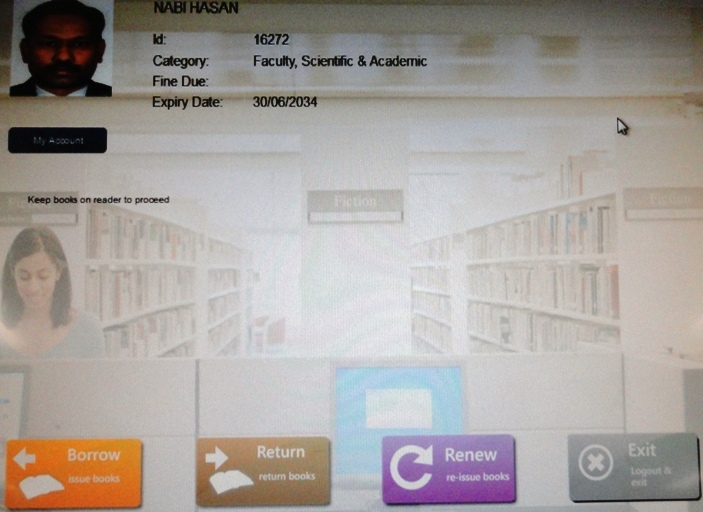 NABI HASAN
Id: 16272
Category: Faculty, Scientific & Academic
Fine Due:
Expiry Date: 30/06/2034
My Account
Keep books on reader to proceed
Fiction
Borrow
issue books
Return
return books
Renew
re-issue books
Exit
Logout &
exit